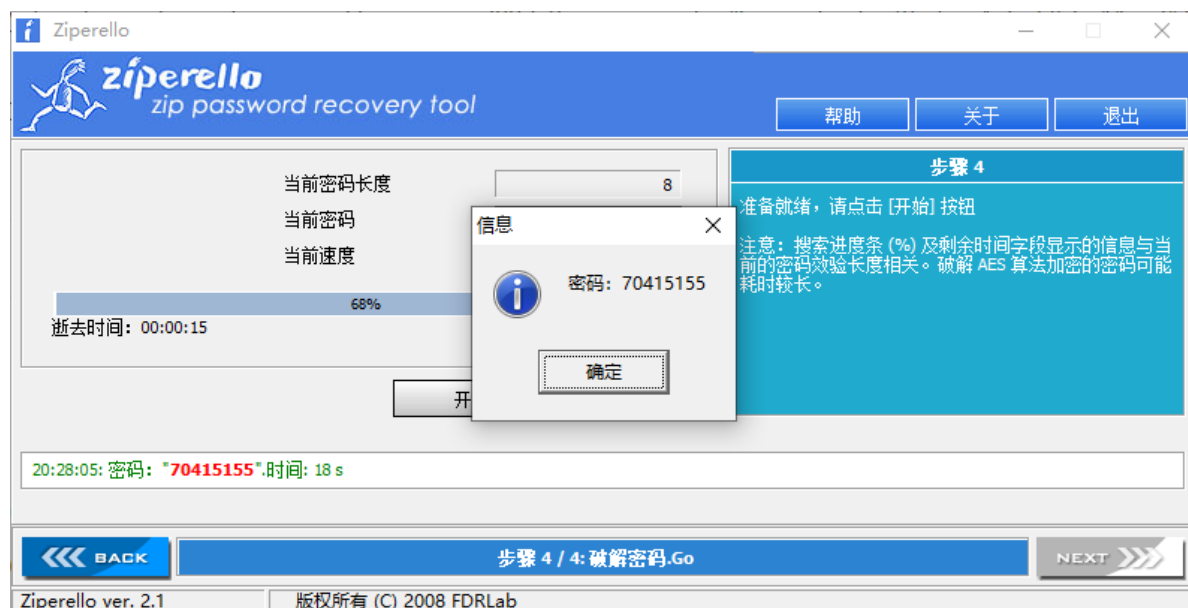 Ziperello
ziperello
zip password recovery tool
帮助
关于
退出
当前密码长度
8
当前密码
当前速度
68%
逝去时间：00:00:15
开
信息
密码：70415155
确定
步骤 4
准备就绪，请点击 [开始] 按钮
注意：搜索进度条 (%) 及剩余时间字段显示的信息与当
前的密码效验长度相关。破解 AES 算法加密的密码可能
耗时较长。
20:28:05: 密码："70415155".时间: 18 s
BACK
步骤 4 / 4: 破解密码.Go
NEXT
Ziperello ver. 2.1
版权所有 (C) 2008 FDRLab